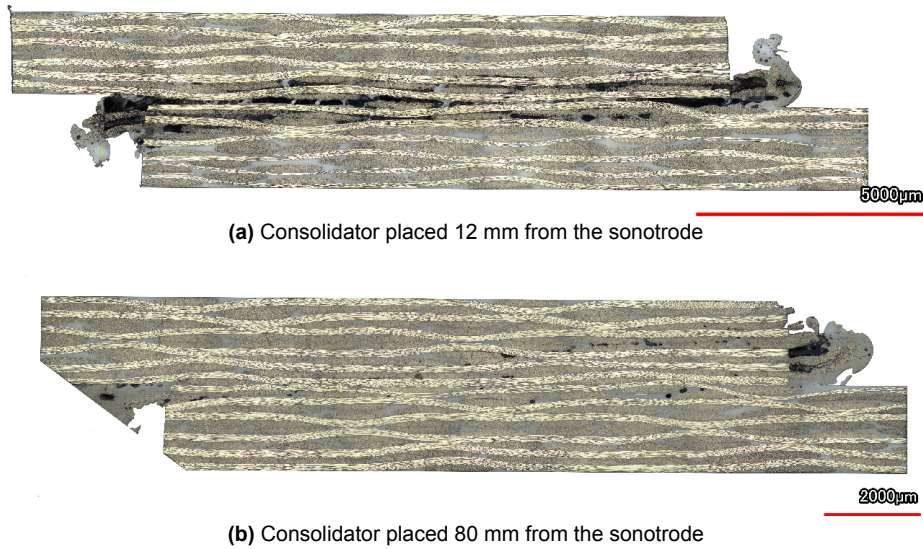 5000µm
(a) Consolidator placed 12 mm from the sonotrode
2000µm
(b) Consolidator placed 80 mm from the sonotrode